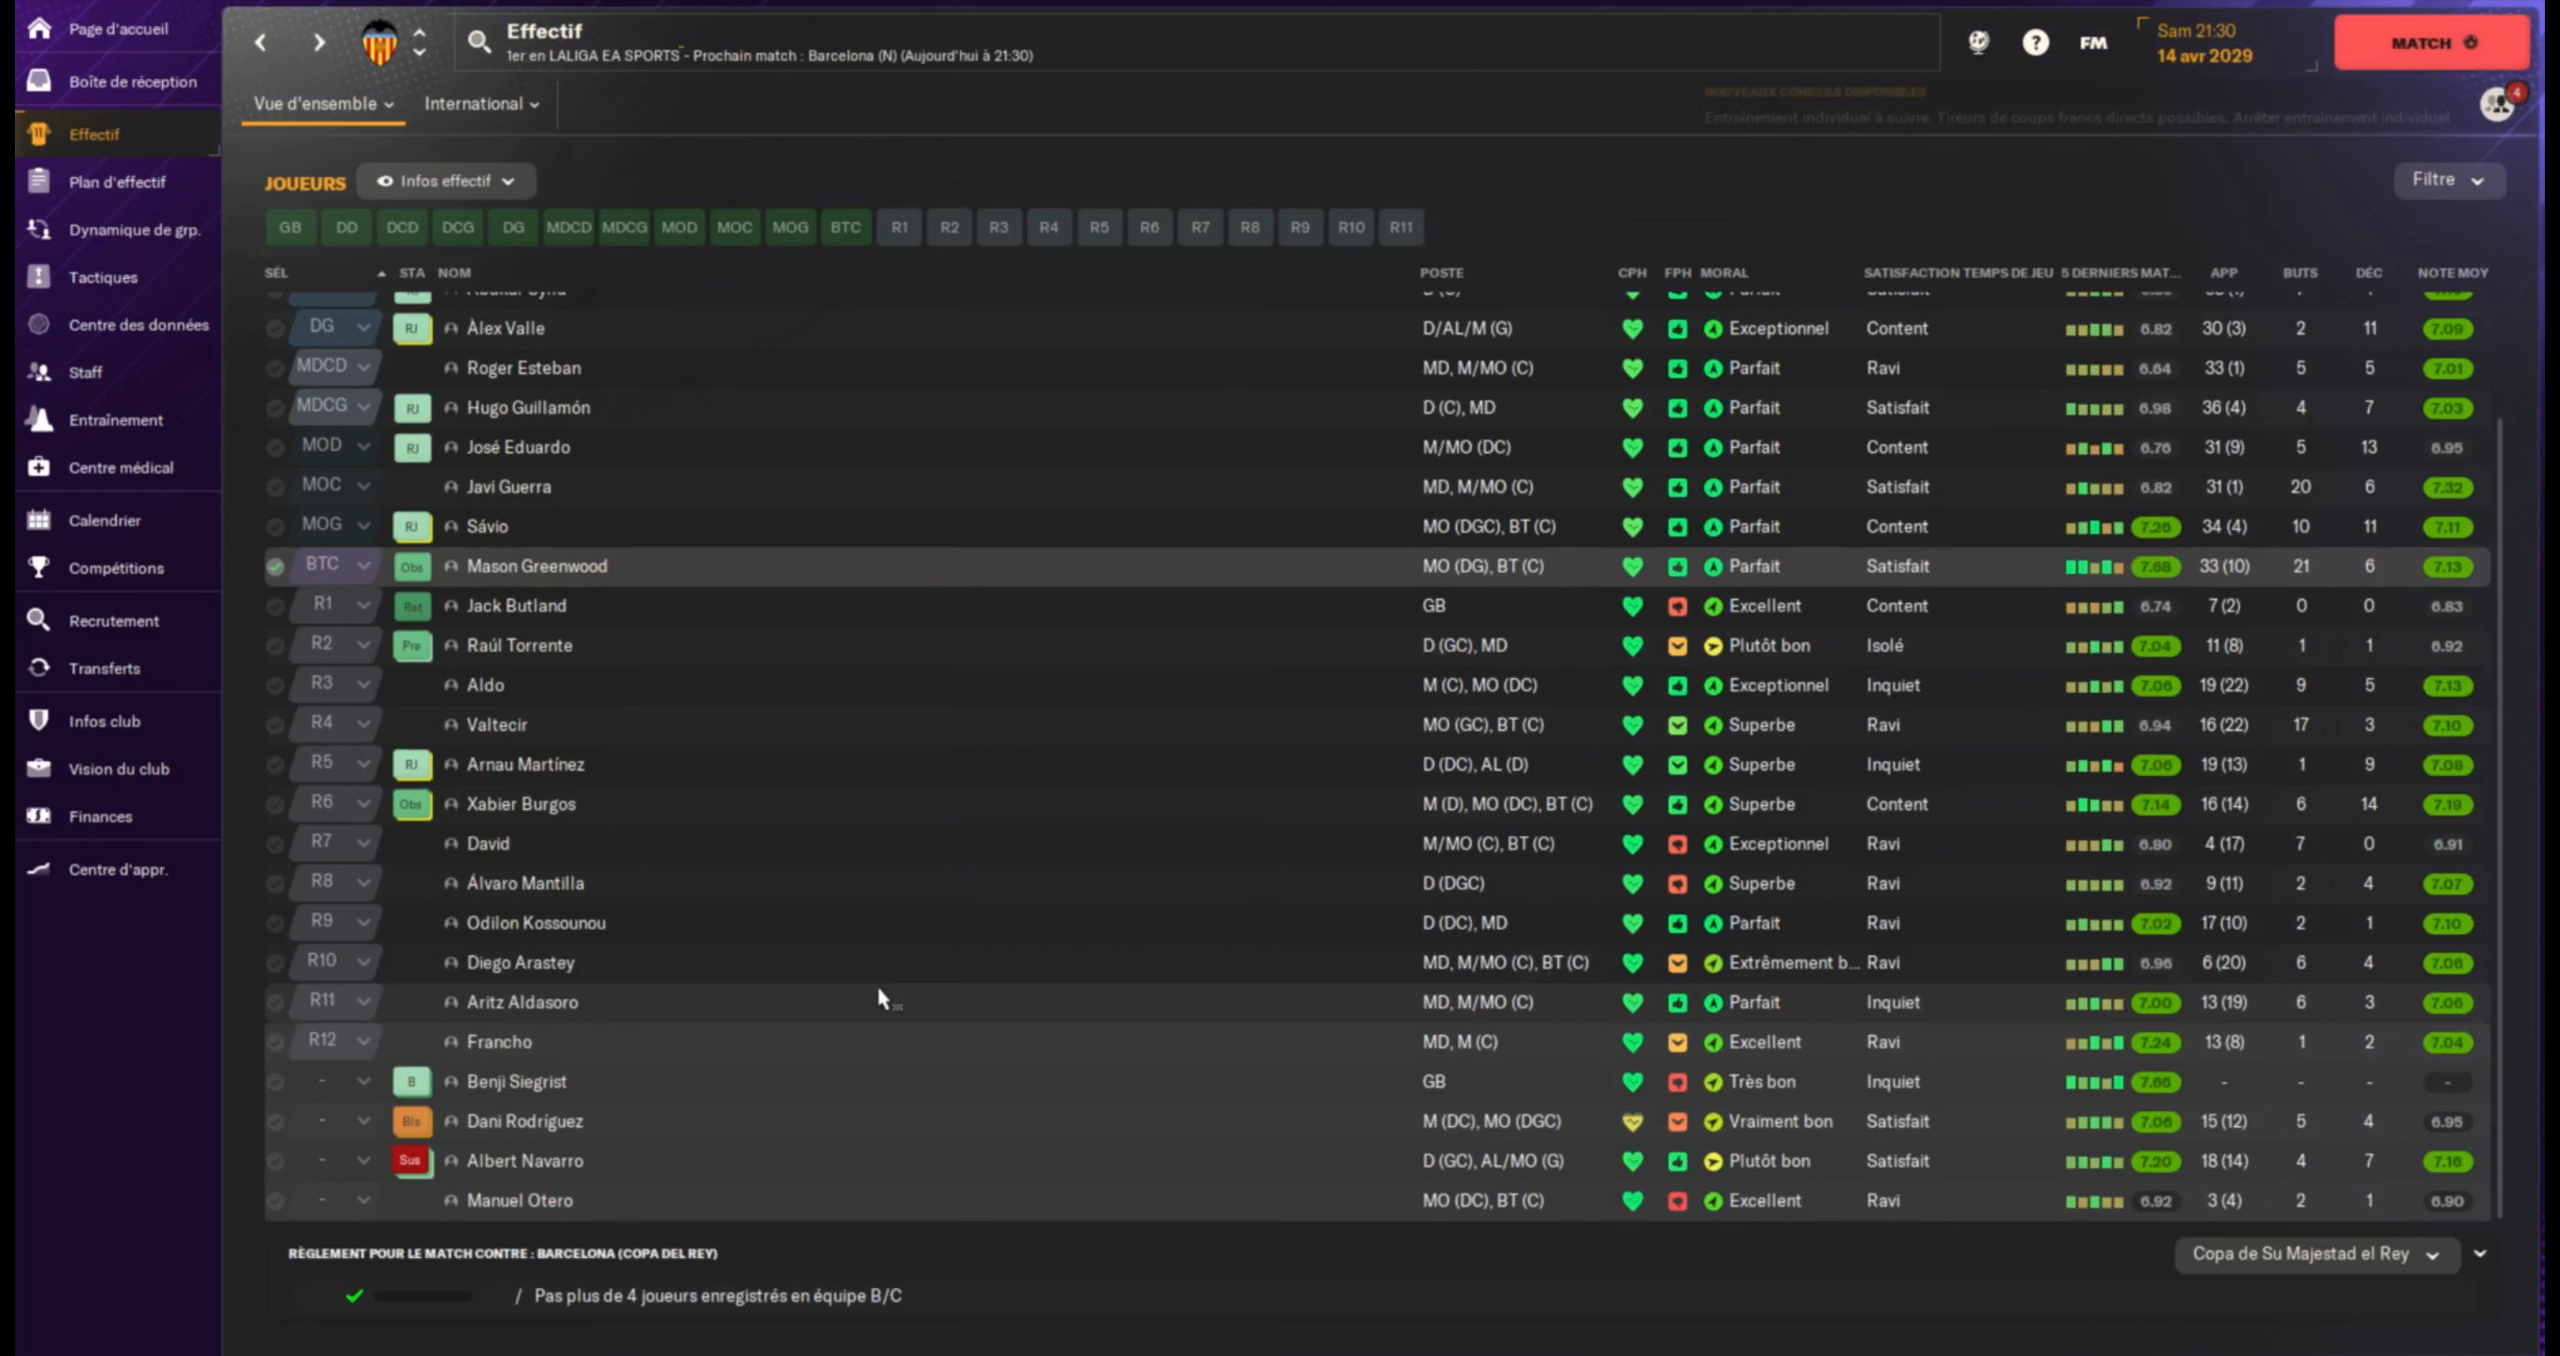 Page d'accueil
Boîte de réception
Effectif
Plan d'effectif
Dynamique de grp.
Tactiques
Centre des données
Staff
Entraînement
Centre médical
Calendrier
Compétitions
Recrutement
Transferts
Infos club
Vision du club
Finances
Centre d'appr.
Effectif
1er en LALIGA EA SPORTS - Prochain match : Barcelona (N) (Aujourd'hui à 21:30)
? FM
Sam 21:30
14 avr 2029
MATCH
Vue d'ensemble International
NOUVEAUX CONSEILS DISPONIBLES
Entraînement individuel à suivre, Tireurs de coups francs directs possibles, Arrêter entraînement individuel
4
JOUEURS Infos effectif Filtre
GB DD DCD DCG DG MDCD MDCG MOD MOC MOG BTC R1 R2 R3 R4 R5 R6 R7 R8 R9 R10 R11
SÉL STA NOM POSTE CPH FPH MORAL SATISFACTION TEMPS DE JEU 5 DERNIERS MAT... APP BUTS DÉC NOTE MOY
DG RJ Àlex Valle D/AL/M (G) Exceptionnel Content 6.82 30 (3) 2 11 7.09
MDCD Roger Esteban MD, M/MO (C) Parfait Ravi 6.64 33 (1) 5 5 7.01
MDCG RJ Hugo Guillamón D (C), MD Parfait Satisfait 6.98 36 (4) 4 7 7.03
MOD RJ José Eduardo M/MO (DC) Parfait Content 6.76 31 (9) 5 13 6.95
MOC Javi Guerra MD, M/MO (C) Parfait Satisfait 6.82 31 (1) 20 6 7.32
MOG RJ Sávio MO (DGC), BT (C) Parfait Content 7.26 34 (4) 10 11 7.11
BTC Obs Mason Greenwood MO (DG), BT (C) Parfait Satisfait 7.68 33 (10) 21 6 7.13
R1 Ret Jack Butland GB Excellent Content 6.74 7 (2) 0 0 6.83
R2 Pre Raúl Torrente D (GC), MD Plutôt bon Isolé 7.04 11 (8) 1 1 6.92
R3 Aldo M (C), MO (DC) Exceptionnel Inquiet 7.06 19 (22) 9 5 7.13
R4 Valtecir MO (GC), BT (C) Superbe Ravi 6.94 16 (22) 17 3 7.10
R5 RJ Arnau Martínez D (DC), AL (D) Superbe Inquiet 7.06 19 (13) 1 9 7.08
R6 Obs Xabier Burgos M (D), MO (DC), BT (C) Superbe Content 7.14 16 (14) 6 14 7.19
R7 David M/MO (C), BT (C) Exceptionnel Ravi 6.80 4 (17) 7 0 6.91
R8 Álvaro Mantilla D (DGC) Superbe Ravi 6.92 9 (11) 2 4 7.07
R9 Odilon Kossounou D (DC), MD Parfait Ravi 7.02 17 (10) 2 1 7.10
R10 Diego Arastey MD, M/MO (C), BT (C) Extrêmement b... Ravi 6.96 6 (20) 6 4 7.06
R11 Aritz Aldasoro MD, M/MO (C) Parfait Inquiet 7.00 13 (19) 6 3 7.06
R12 Francho MD, M (C) Excellent Ravi 7.24 13 (8) 1 2 7.04
- B Benji Siegrist GB Très bon Inquiet 7.66 - - - -
- Bls Dani Rodríguez M (DC), MO (DGC) Vraiment bon Satisfait 7.06 15 (12) 5 4 6.95
- Sus Albert Navarro D (GC), AL/MO (G) Plutôt bon Satisfait 7.20 18 (14) 4 7 7.16
- Manuel Otero MO (DC), BT (C) Excellent Ravi 6.92 3 (4) 2 1 6.90
RÈGLEMENT POUR LE MATCH CONTRE : BARCELONA (COPA DEL REY)
Copa de Su Majestad el Rey
/ Pas plus de 4 joueurs enregistrés en équipe B/C